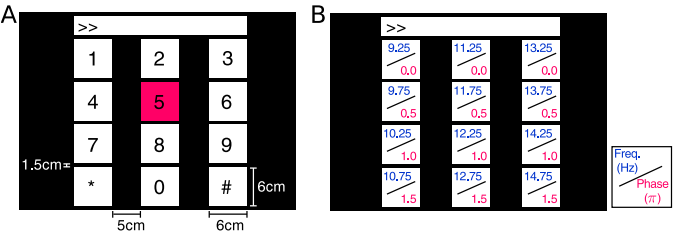 A
>>
1 2 3
4 5 6
7 8 9
* 0 #
1.5cm
6cm
5cm
6cm
B
>>
9.25 11.25 13.25
0.0 0.0 0.0
9.75 11.75 13.75
0.5 0.5 0.5
10.25 12.25 14.25
1.0 1.0 1.0
10.75 12.75 14.75
1.5 1.5 1.5
Freq.
(Hz)
Phase
(π)